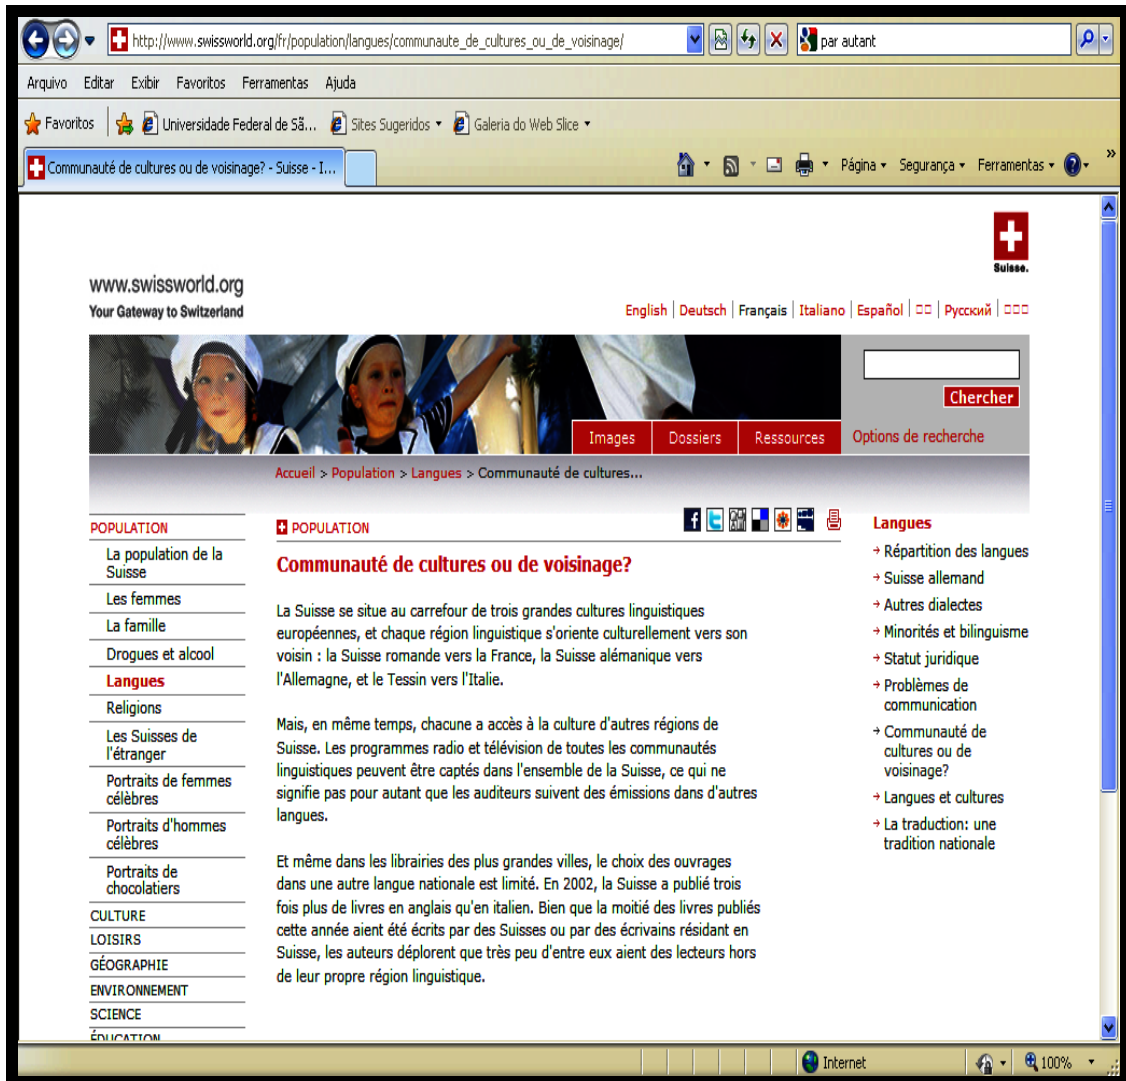 http://www.swissworld.org/fr/population/langues/communaute_de_cultures_ou_de_voisinage/
par autant
Arquivo Editar Exibir Favoritos Ferramentas Ajuda
Favoritos Universidade Federal de Sã... Sites Sugeridos Galeria do Web Slice
Communauté de cultures ou de voisinage? - Suisse - I...
Página Segurança Ferramentas
Suisse.
www.swissworld.org
Your Gateway to Switzerland
English | Deutsch | Français | Italiano | Español | □□ | Русский | □□□
Chercher
Images Dossiers Ressources
Options de recherche
Accueil > Population > Langues > Communauté de cultures...
POPULATION
La population de la
Suisse
Les femmes
La famille
Drogues et alcool
Langues
Religions
Les Suisses de
l'étranger
Portraits de femmes
célèbres
Portraits d'hommes
célèbres
Portraits de
chocolatiers
CULTURE
LOISIRS
GÉOGRAPHIE
ENVIRONNEMENT
SCIENCE
ÉDUCATION
POPULATION
Communauté de cultures ou de voisinage?
La Suisse se situe au carrefour de trois grandes cultures linguistiques
européennes, et chaque région linguistique s'oriente culturellement vers son
voisin : la Suisse romande vers la France, la Suisse alémanique vers
l'Allemagne, et le Tessin vers l'Italie.
Mais, en même temps, chacune a accès à la culture d'autres régions de
Suisse. Les programmes radio et télévision de toutes les communautés
linguistiques peuvent être captés dans l'ensemble de la Suisse, ce qui ne
signifie pas pour autant que les auditeurs suivent des émissions dans d'autres
langues.
Et même dans les librairies des plus grandes villes, le choix des ouvrages
dans une autre langue nationale est limité. En 2002, la Suisse a publié trois
fois plus de livres en anglais qu'en italien. Bien que la moitié des livres publiés
cette année aient été écrits par des Suisses ou par des écrivains résidant en
Suisse, les auteurs déplorent que très peu d'entre eux aient des lecteurs hors
de leur propre région linguistique.
Langues
Répartition des langues
Suisse allemand
Autres dialectes
Minorités et bilinguisme
Statut juridique
Problèmes de
communication
Communauté de
cultures ou de
voisinage?
Langues et cultures
La traduction: une
tradition nationale
Internet
100%